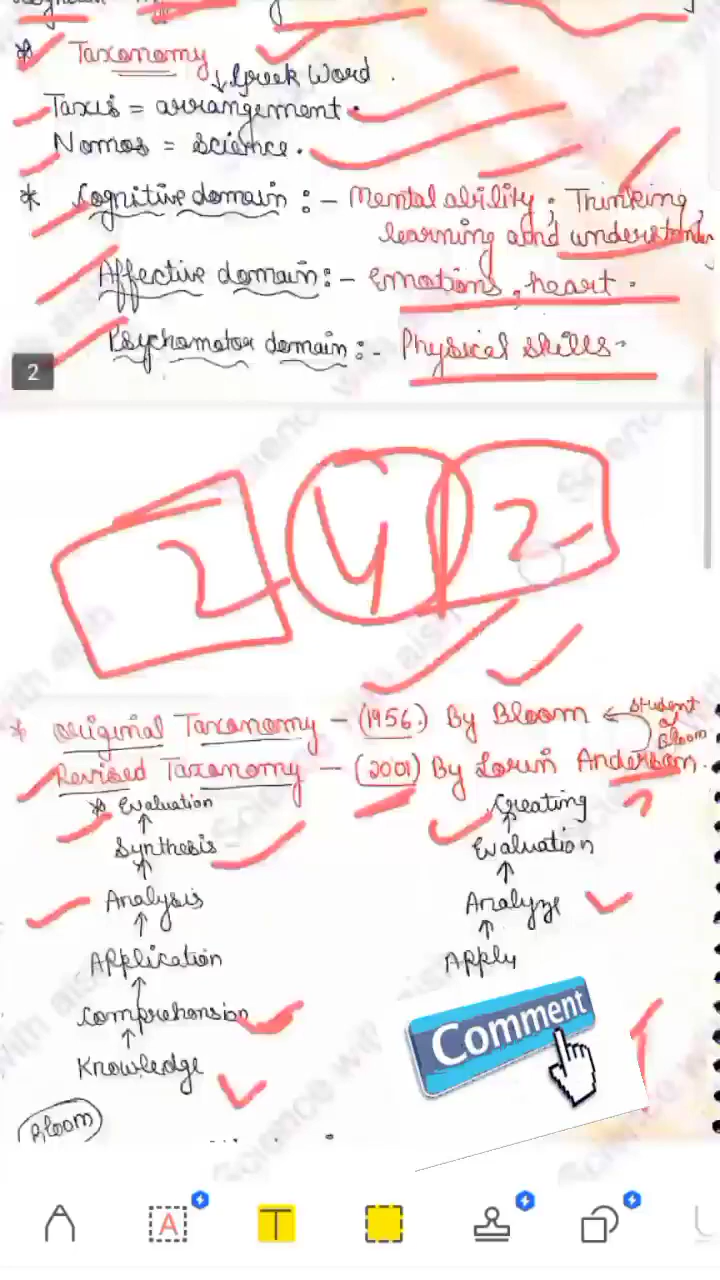 * Taxonomy
↓ Greek Word.
Taxis = arrangement.
Nomos = science.
* Cognitive domain :- Mental ability ; Thinking,
learning and understan
Affective domain :- Emotions, heart.
Psychomotor domain :- Physical skills.
2
2 4 2
* Original Taxonomy - (1956.) By Bloom ← Student of Bloom
Revised Taxonomy - (2001) By Lorin Anderson.
* Evaluation
↑
Synthesis
↑
Analysis
↑
Application
↑
Comprehension
↑
Knowledge
Bloom
Creating
↑
Evaluation
↑
Analyze
↑
Apply
Comment